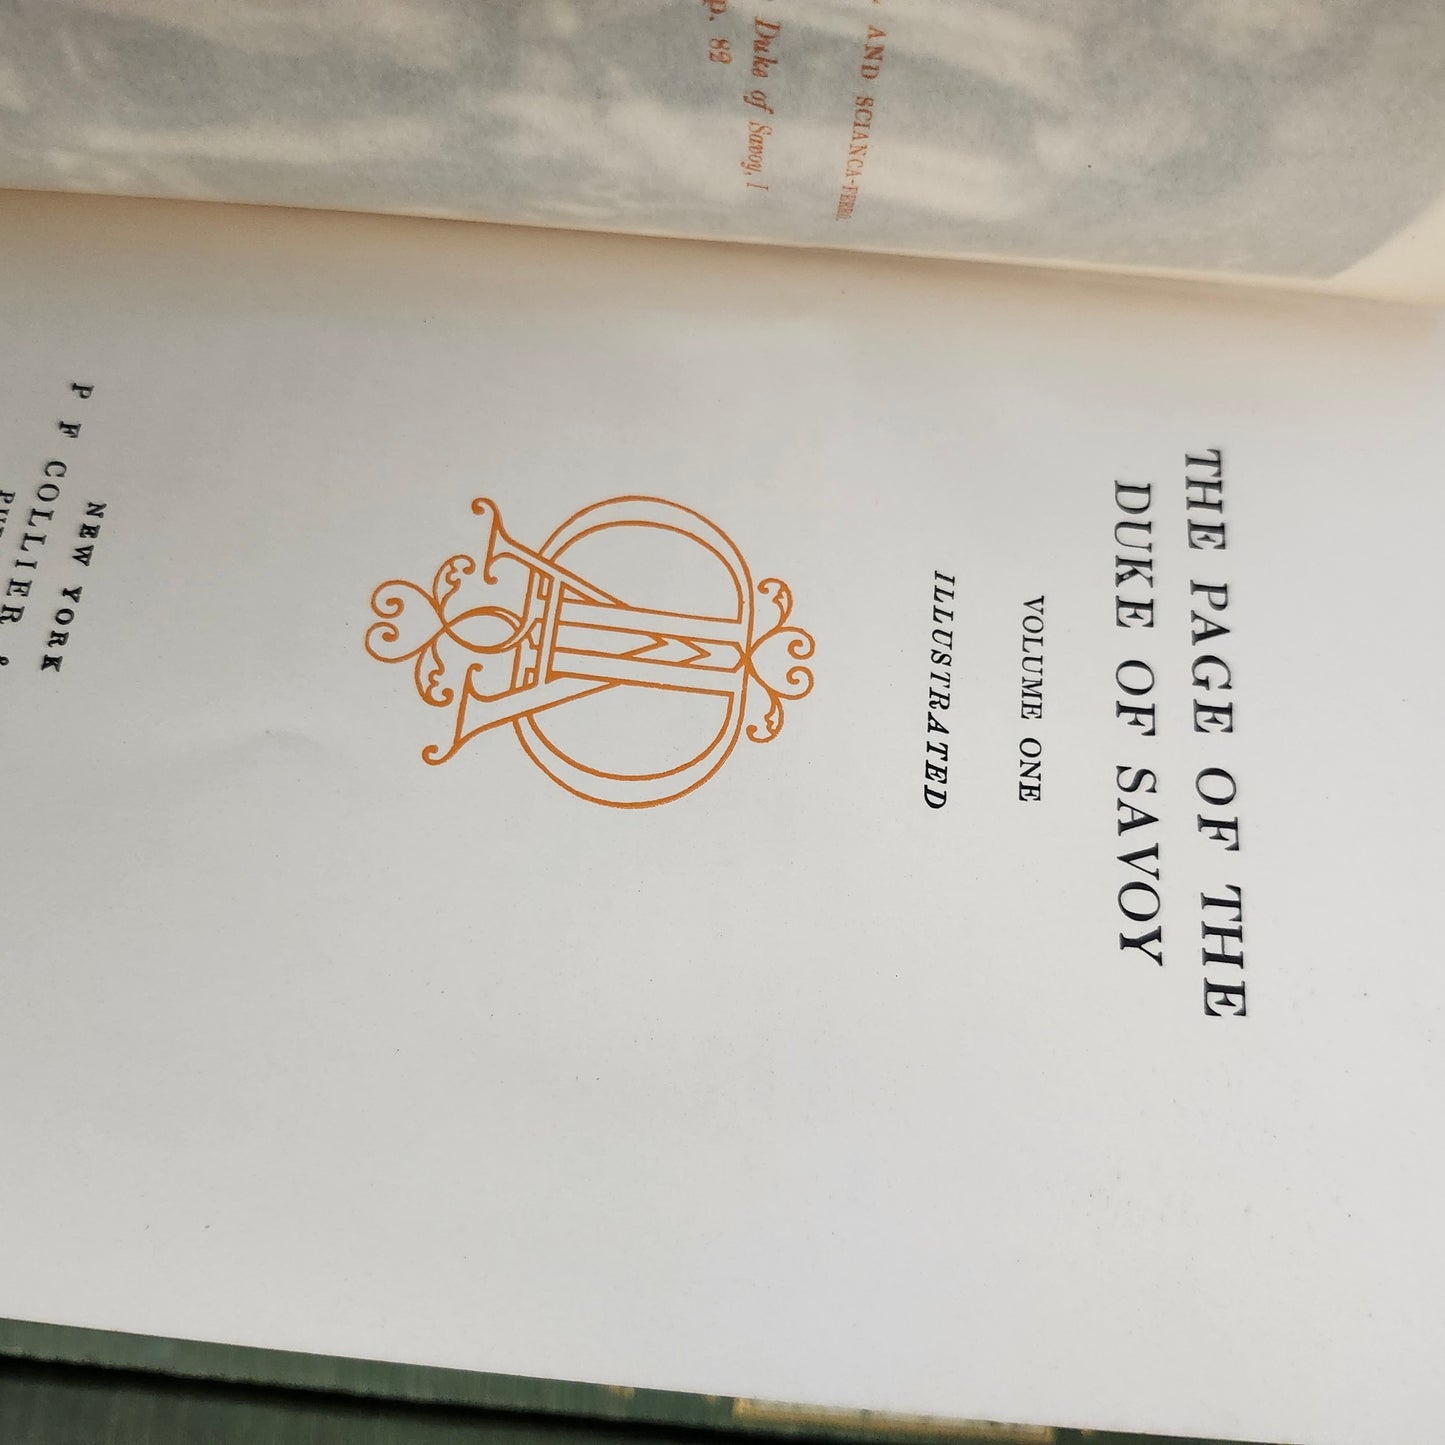 AND SCIANCA-FERRO,
Duke of Savoy, I
p. 82
THE PAGE OF THE
DUKE OF SAVOY
VOLUME ONE
ILLUSTRATED
NEW YORK
P F COLLIER &